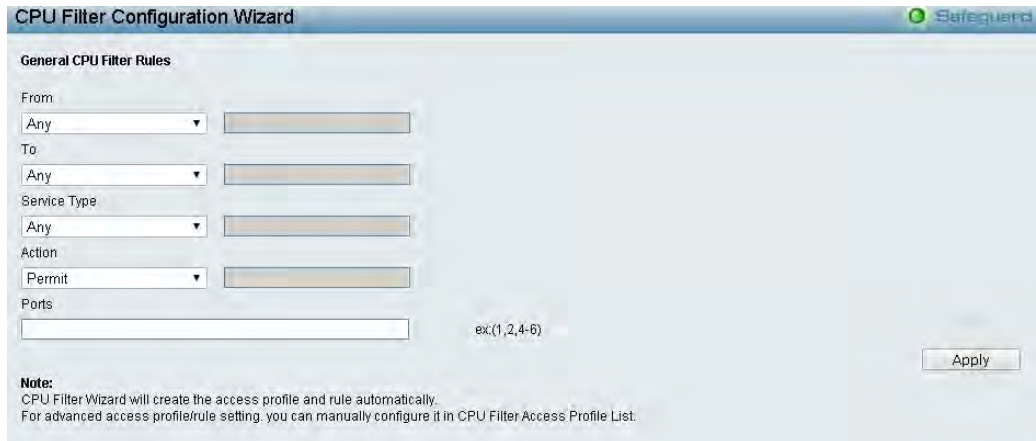 CPU Filter Configuration Wizard
Safeguard
General CPU Filter Rules
From
Any
To
Any
Service Type
Any
Action
Permit
Ports
ex:(1,2,4-6)
Apply
Note:
CPU Filter Wizard will create the access profile and rule automatically.
For advanced access profile/rule setting, you can manually configure it in CPU Filter Access Profile List.